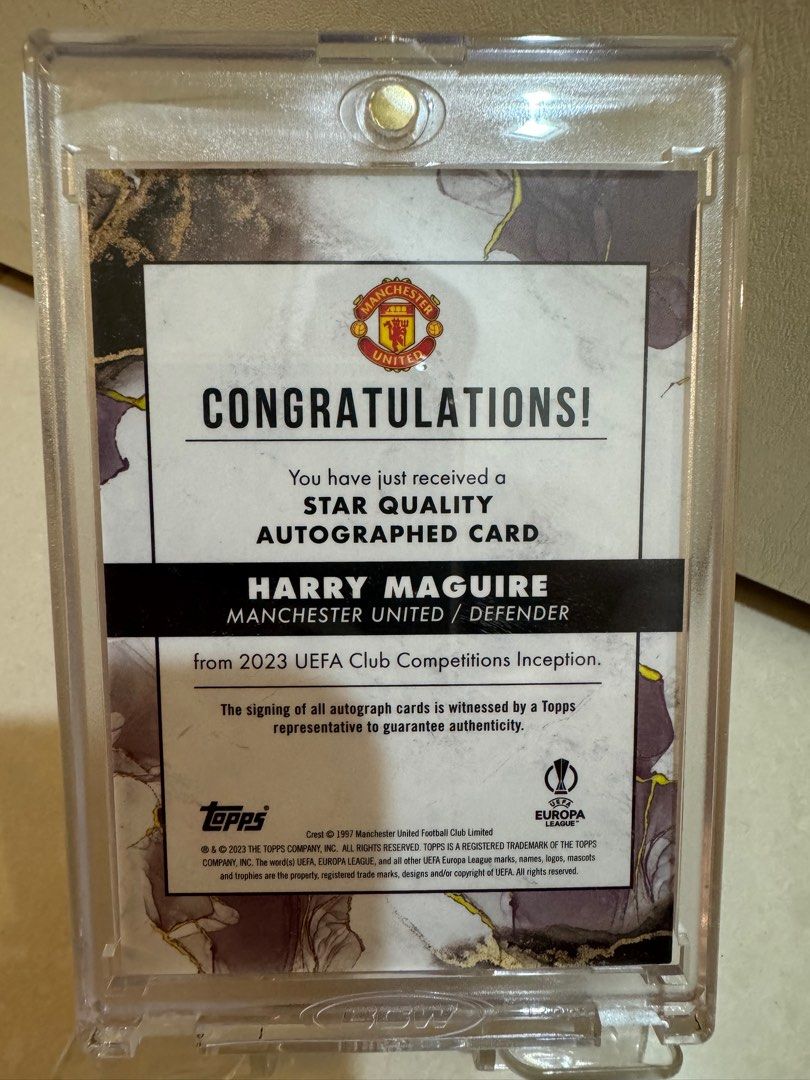 MANCHESTER
UNITED
CONGRATULATIONS!
You have just received a
STAR QUALITY
AUTOGRAPHED CARD
HARRY MAGUIRE
MANCHESTER UNITED / DEFENDER
from 2023 UEFA Club Competitions Inception.
The signing of all autograph cards is witnessed by a Topps
representative to guarantee authenticity.
topps®
UEFA
EUROPA
LEAGUE™
Crest © 1997 Manchester United Football Club Limited
® & © 2023 THE TOPPS COMPANY, INC. ALL RIGHTS RESERVED. TOPPS IS A REGISTERED TRADEMARK OF THE TOPPS
COMPANY, INC. The word(s) UEFA, EUROPA LEAGUE, and all other UEFA Europa League marks, names, logos, mascots
and trophies are the property, registered trade marks, designs and/or copyright of UEFA. All rights reserved.
BCW